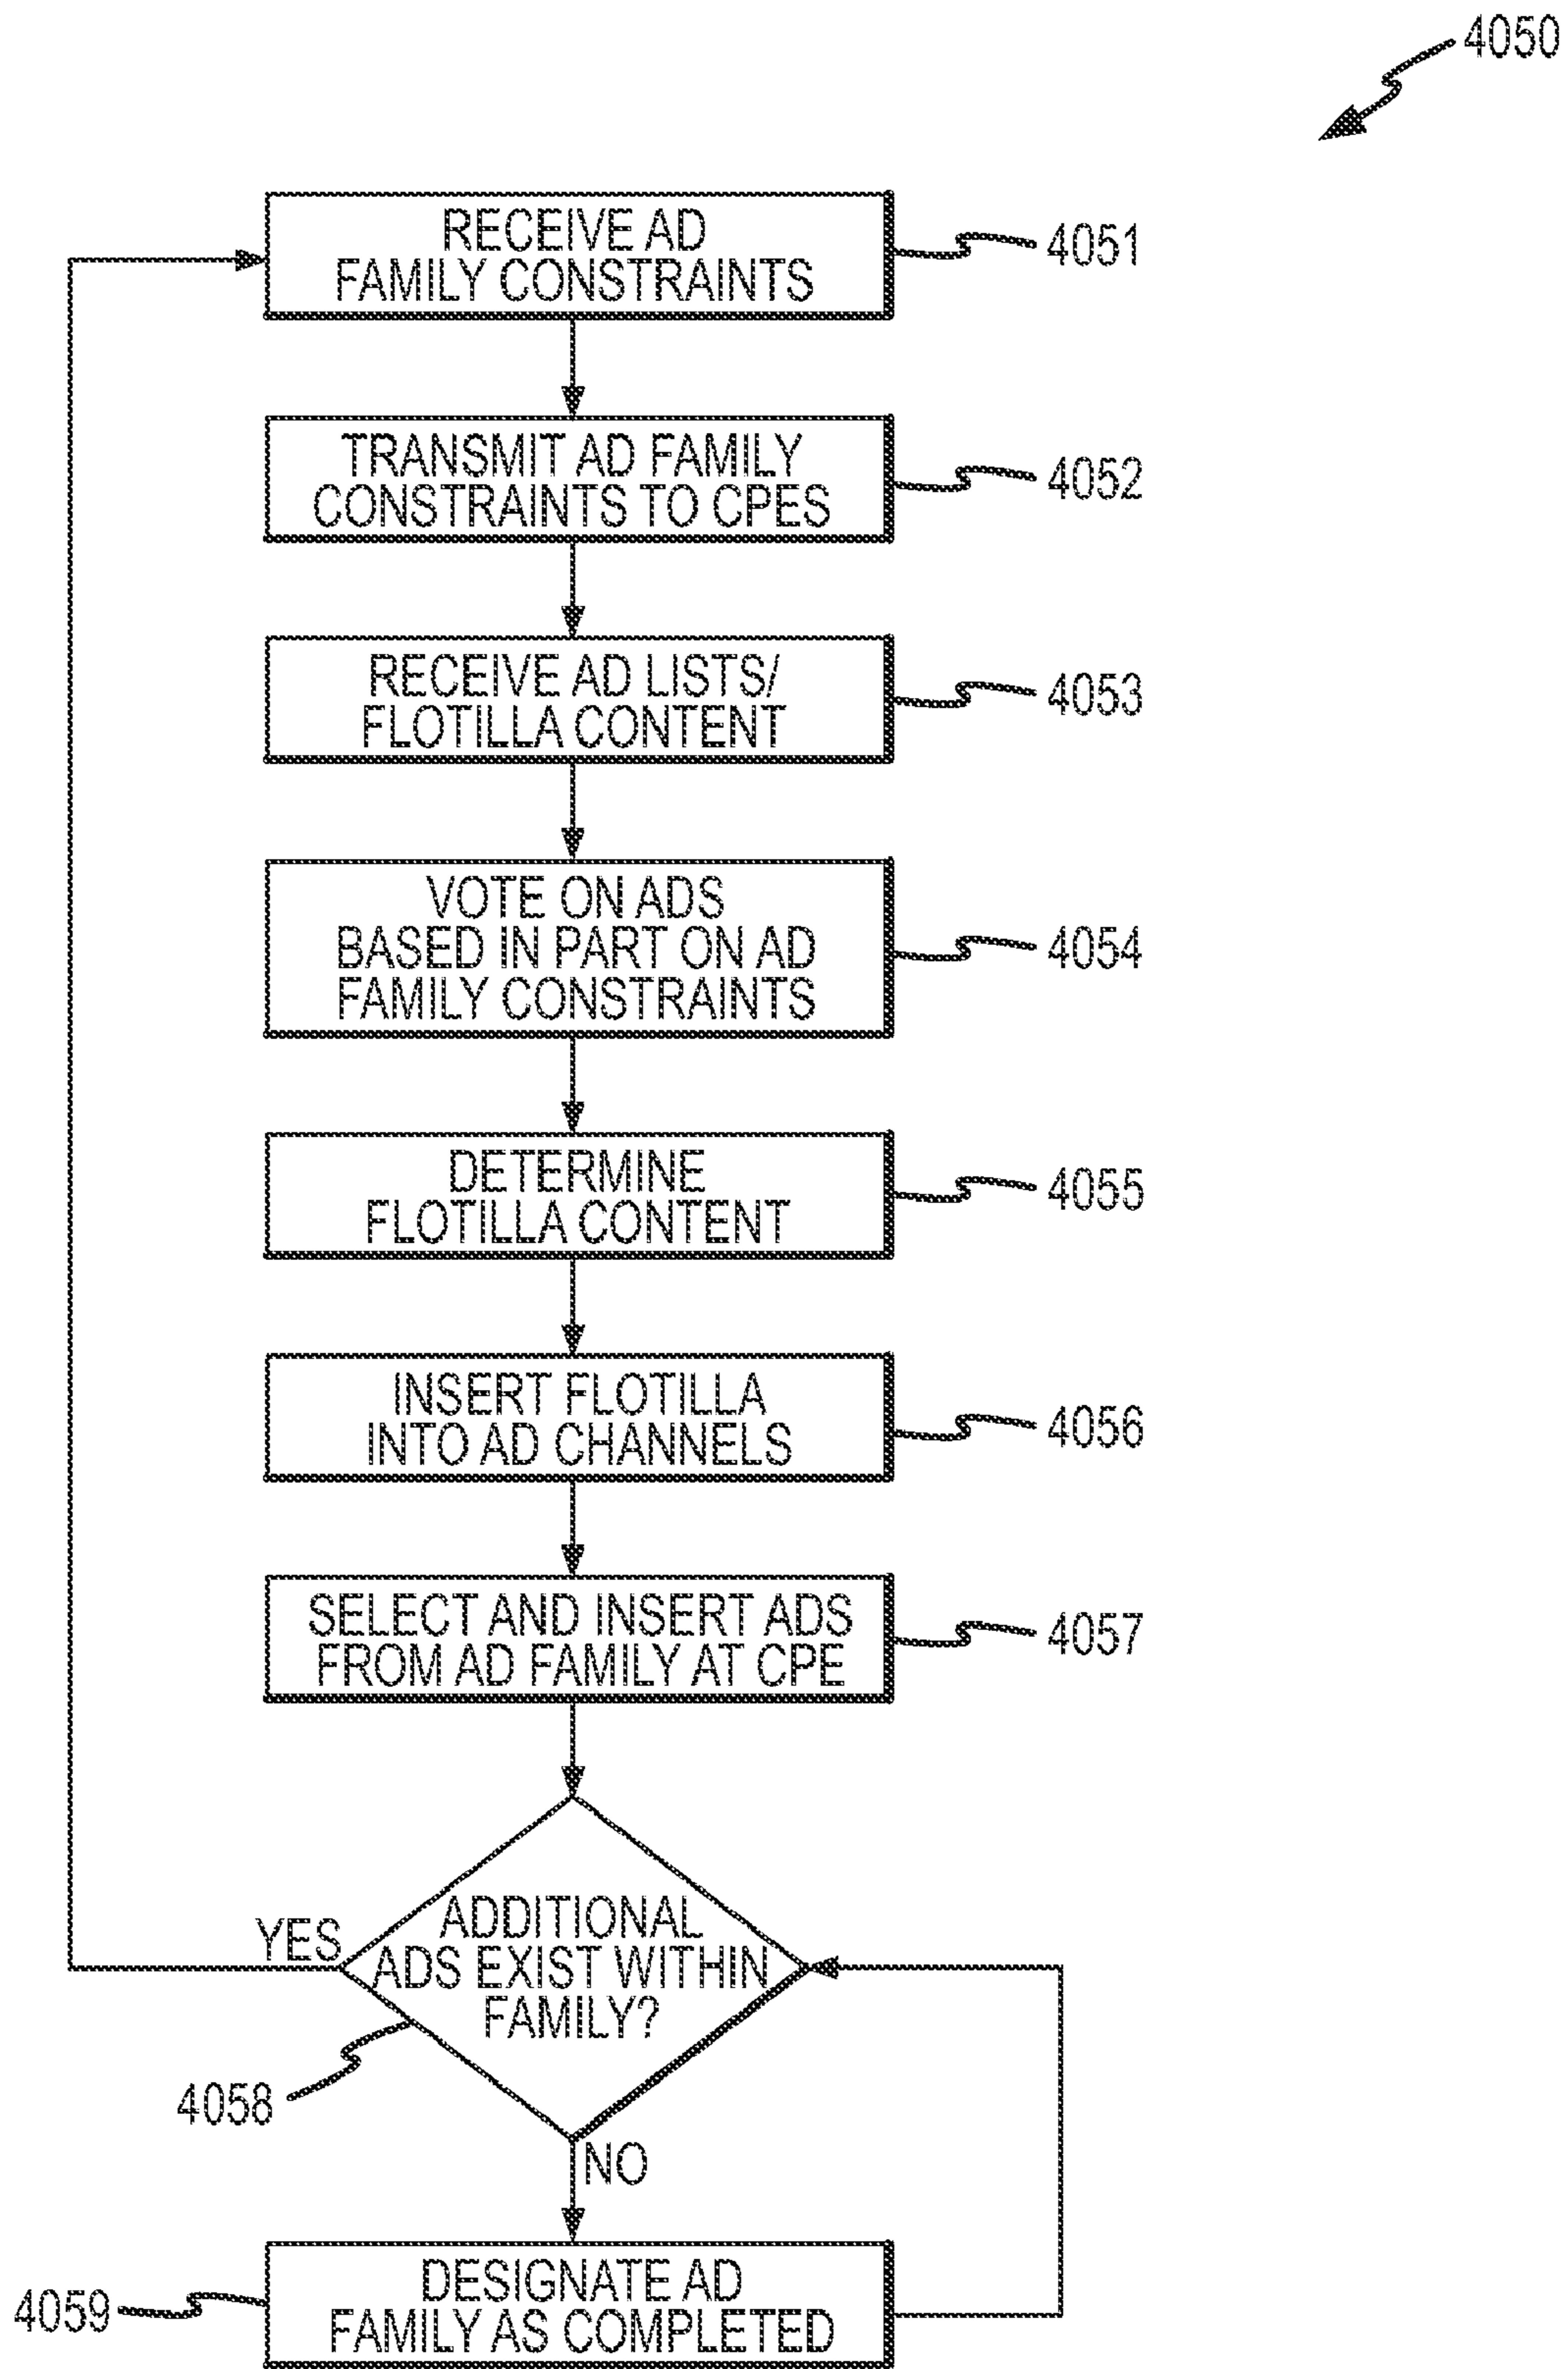 4050
RECEIVE AD
FAMILY CONSTRAINTS
4051
TRANSMIT AD FAMILY
CONSTRAINTS TO CPES
4052
RECEIVE AD LISTS/
FLOTILLA CONTENT
4053
VOTE ON ADS
BASED IN PART ON AD
FAMILY CONSTRAINTS
4054
DETERMINE
FLOTILLA CONTENT
4055
INSERT FLOTILLA
INTO AD CHANNELS
4056
SELECT AND INSERT ADS
FROM AD FAMILY AT CPE
4057
YES
ADDITIONAL
ADS EXIST WITHIN
FAMILY?
4058
NO
DESIGNATE AD
FAMILY AS COMPLETED
4059